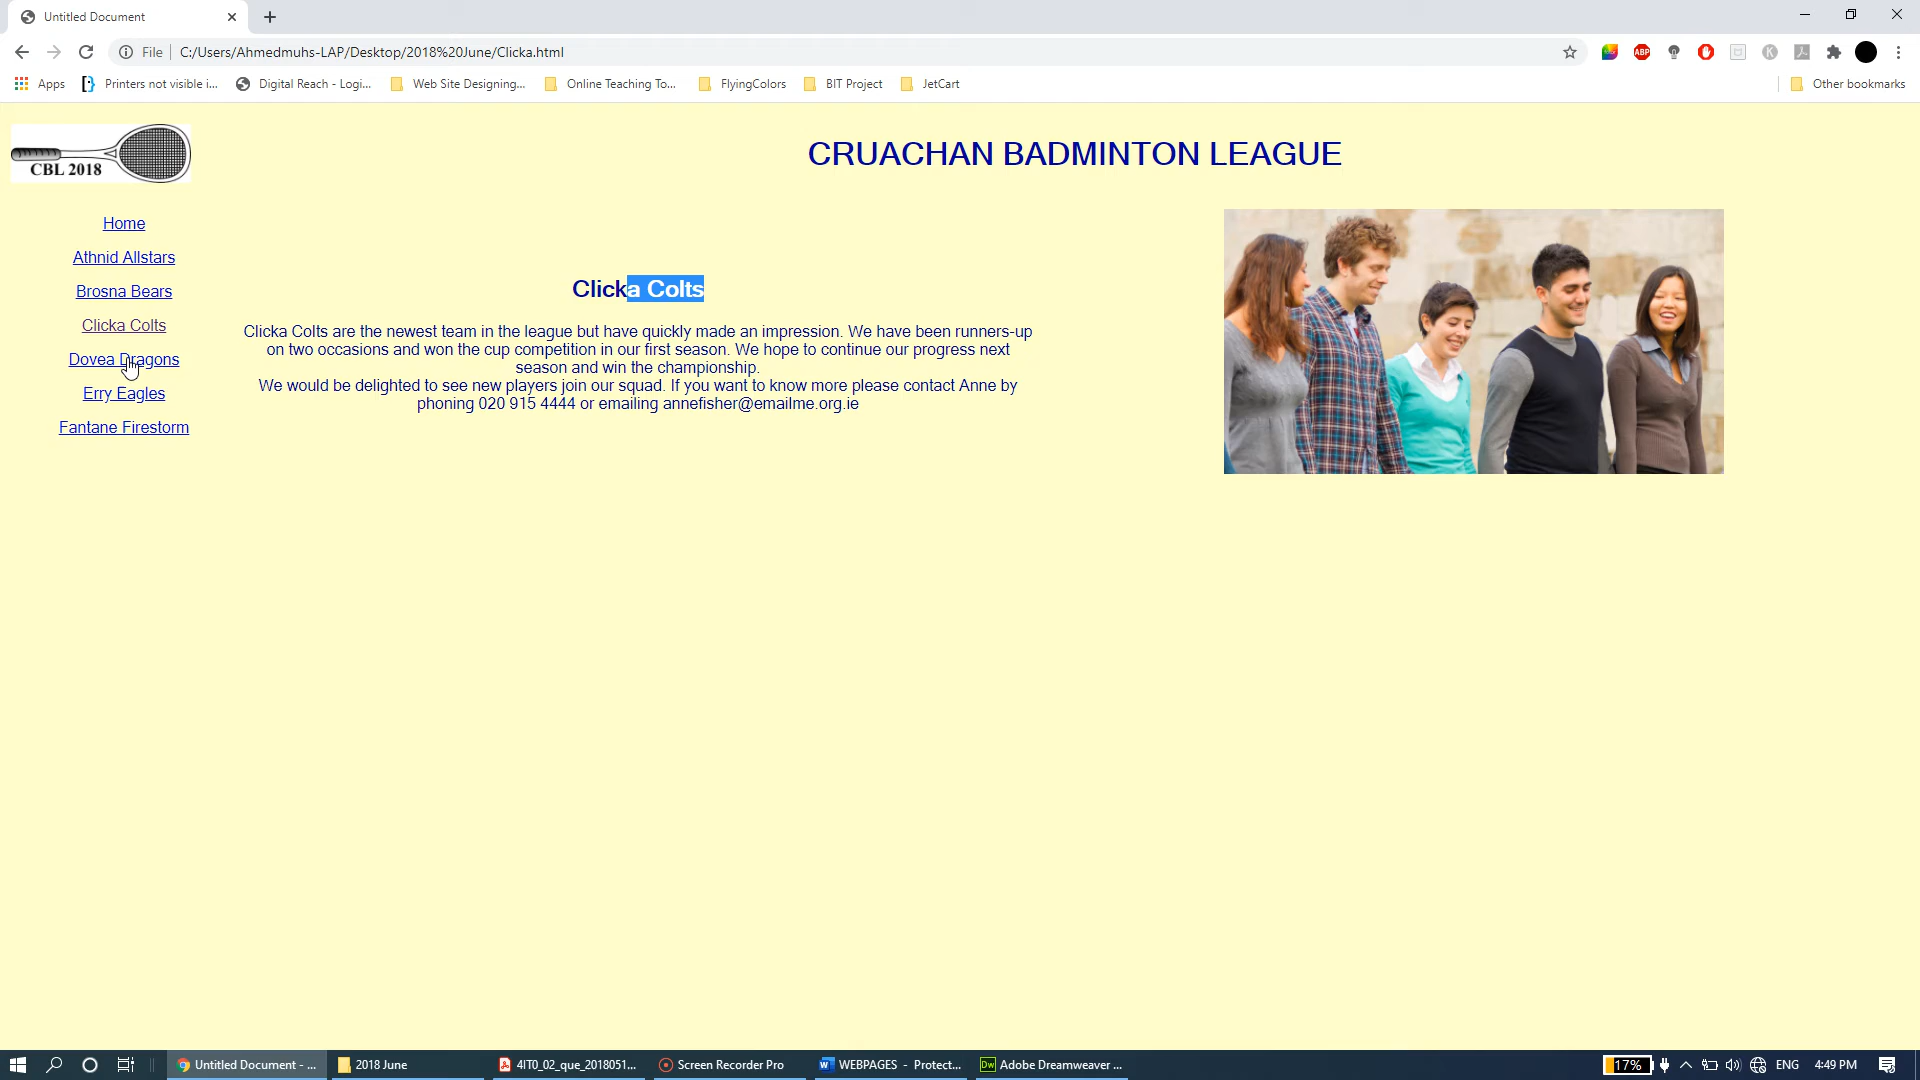 Untitled Document
File C:/Users/Ahmedmuhs-LAP/Desktop/2018%20June/Clicka.html
ABP
K
Apps Printers not visible i... Digital Reach - Logi... Web Site Designing... Online Teaching To... FlyingColors BIT Project JetCart Other bookmarks
CBL 2018
CRUACHAN BADMINTON LEAGUE
Home
Athnid Allstars
Brosna Bears
Clicka Colts
Dovea Dragons
Erry Eagles
Fantane Firestorm
Clicka Colts
Clicka Colts are the newest team in the league but have quickly made an impression. We have been runners-up
on two occasions and won the cup competition in our first season. We hope to continue our progress next
season and win the championship.
We would be delighted to see new players join our squad. If you want to know more please contact Anne by
phoning 020 915 4444 or emailing annefisher@emailme.org.ie
Untitled Document - ... 2018 June 4IT0_02_que_2018051... Screen Recorder Pro WEBPAGES - Protect... Dw Adobe Dreamweaver ... 17% ENG 4:49 PM